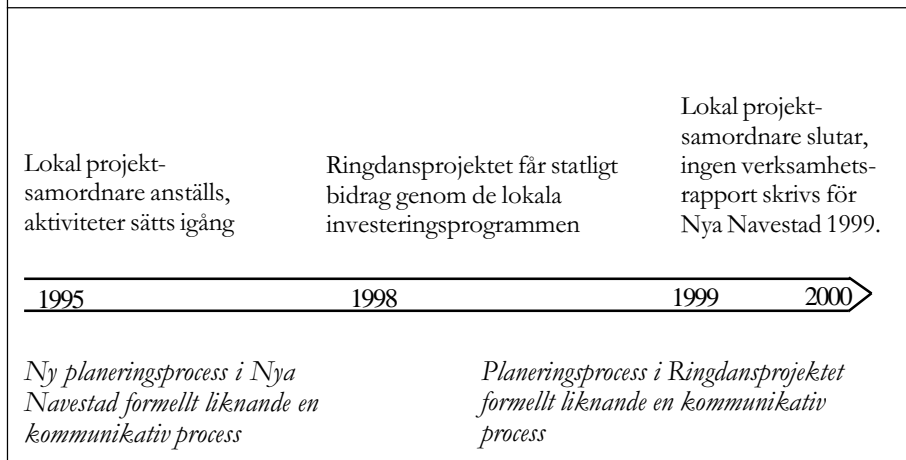 Lokal projekt-
samordnare anställs,
aktiviteter sätts igång
Ringdansprojektet får statligt
bidrag genom de lokala
investeringsprogrammen
Lokal projekt-
samordnare slutar,
ingen verksamhets-
rapport skrivs för
Nya Navestad 1999.
1995 1998 1999 2000
Ny planeringsprocess i Nya
Navestad formellt liknande en
kommunikativ process
Planeringsprocess i Ringdansprojektet
formellt liknande en kommunikativ
process